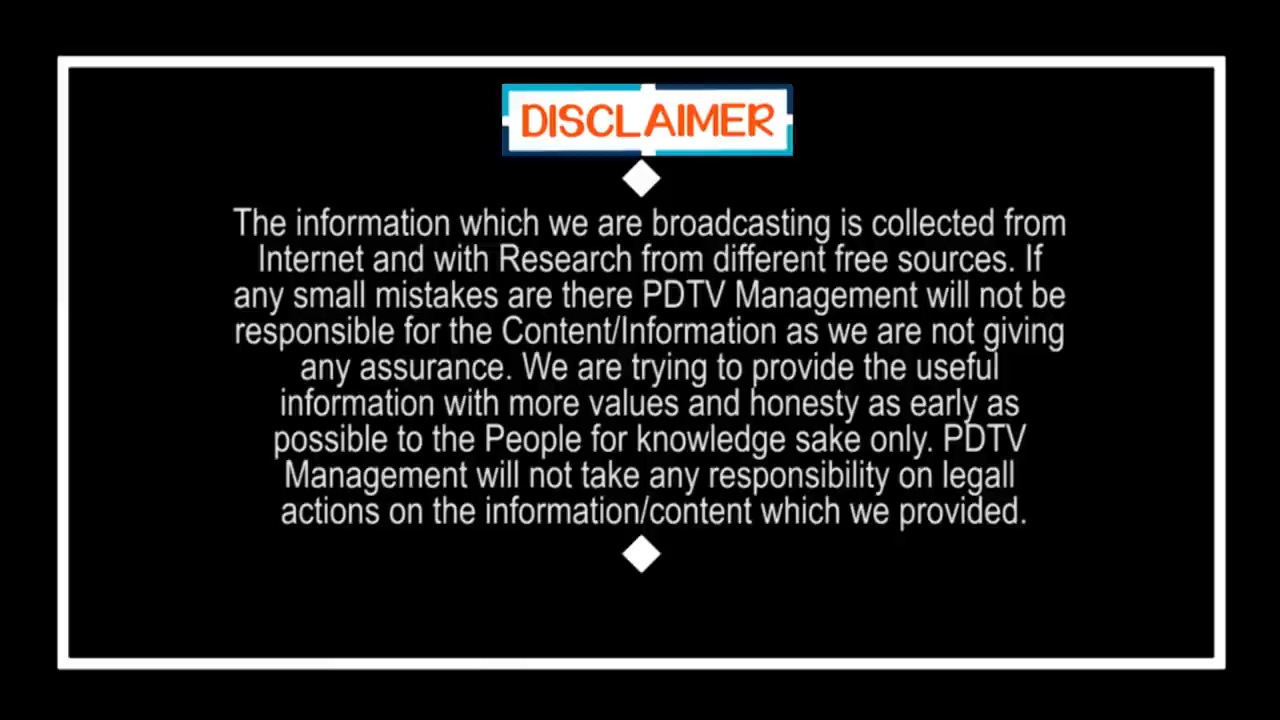 DISCLAIMER
The information which we are broadcasting is collected from
Internet and with Research from different free sources. If
any small mistakes are there PDTV Management will not be
responsible for the Content/Information as we are not giving
any assurance. We are trying to provide the useful
information with more values and honesty as early as
possible to the People for knowledge sake only. PDTV
Management will not take any responsibility on legall
actions on the information/content which we provided.